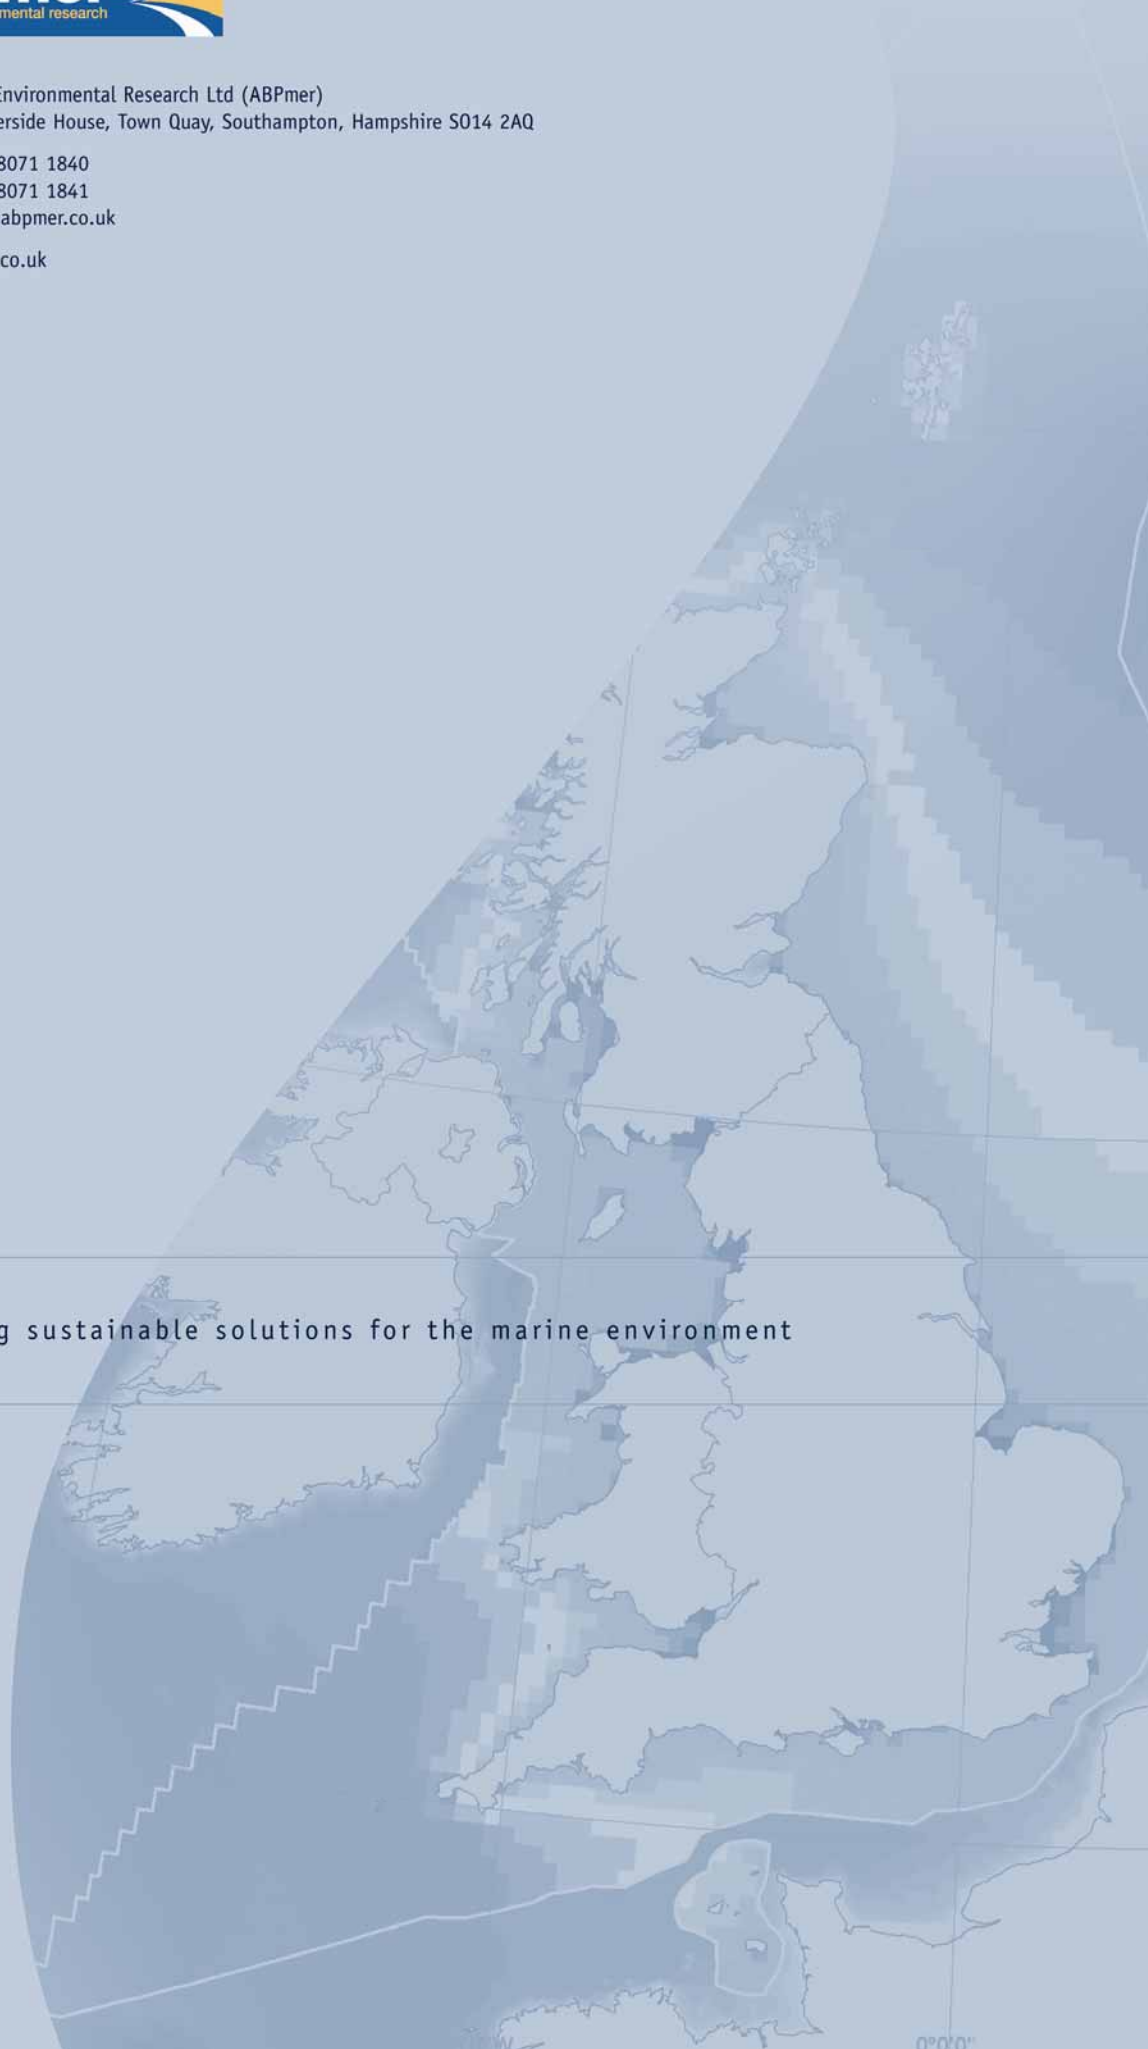 mental research
Environmental Research Ltd (ABPmer)
erside House, Town Quay, Southampton, Hampshire SO14 2AQ
8071 1840
8071 1841
abpmer.co.uk
co.uk
g sustainable solutions for the marine environment
0°0'0"